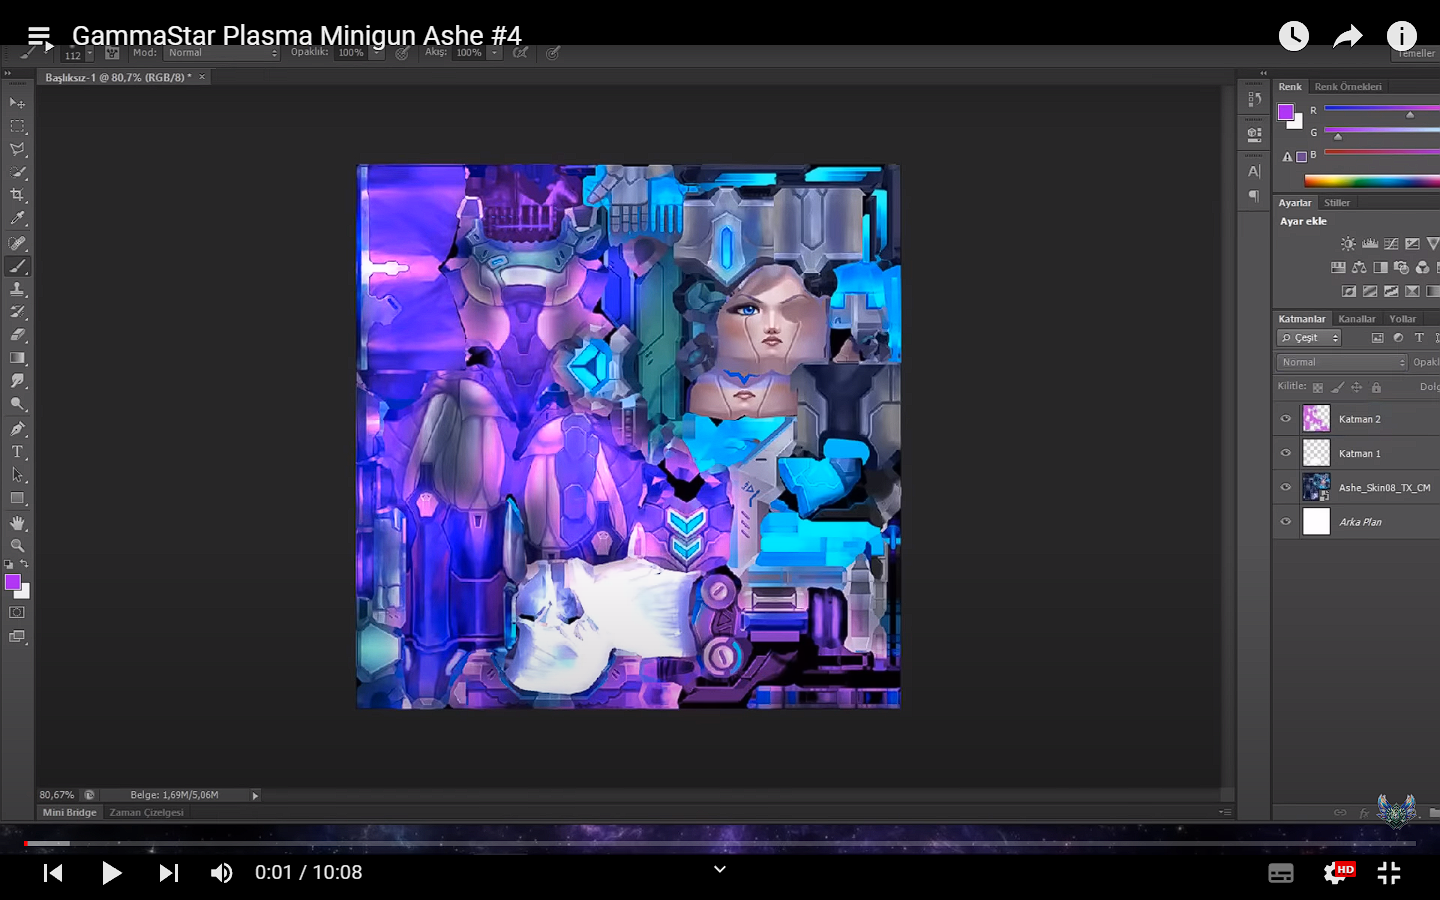 GammaStar Plasma Minigun Ashe #4
112 Mod: Normal Opaklık: 100% Akış: 100% Temeller
Başlıksız-1 @ 80,7% (RGB/8) * ×
Renk Renk Örnekleri
R
G
B
Ayarlar Stiller
Ayar ekle
Katmanlar Kanallar Yollar
Çeşit
Normal Opakl
Kilitle: Dolg
Katman 2
Katman 1
Ashe_Skin08_TX_CM
Arka Plan
80,67% Belge: 1,69M/5,06M
Mini Bridge Zaman Çizelgesi
fx
0:01 / 10:08
HD